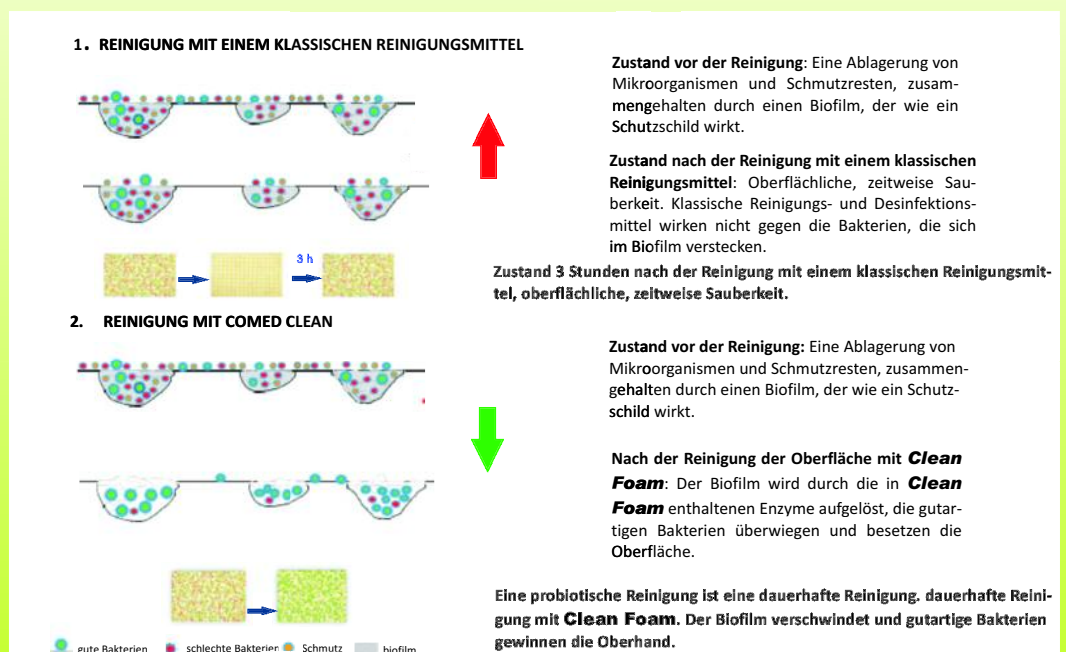 1. REINIGUNG MIT EINEM KLASSISCHEN REINIGUNGSMITTEL
Zustand vor der Reinigung: Eine Ablagerung von
Mikroorganismen und Schmutzresten, zusam-
mengehalten durch einen Biofilm, der wie ein
Schutzschild wirkt.
Zustand nach der Reinigung mit einem klassischen
Reinigungsmittel: Oberflächliche, zeitweise Sau-
berkeit. Klassische Reinigungs- und Desinfektions-
mittel wirken nicht gegen die Bakterien, die sich
im Biofilm verstecken.
3 h
Zustand 3 Stunden nach der Reinigung mit einem klassischen Reinigungsmit-
tel, oberflächliche, zeitweise Sauberkeit.
2. REINIGUNG MIT COMED CLEAN
Zustand vor der Reinigung: Eine Ablagerung von
Mikroorganismen und Schmutzresten, zusammen-
gehalten durch einen Biofilm, der wie ein Schutz-
schild wirkt.
Nach der Reinigung der Oberfläche mit Clean
Foam: Der Biofilm wird durch die in Clean
Foam enthaltenen Enzyme aufgelöst, die gutar-
tigen Bakterien überwiegen und besetzen die
Oberfläche.
Eine probiotische Reinigung ist eine dauerhafte Reinigung. dauerhafte Reini-
gung mit Clean Foam. Der Biofilm verschwindet und gutartige Bakterien
gewinnen die Oberhand.
gute Bakterien schlechte Bakterien Schmutz biofilm